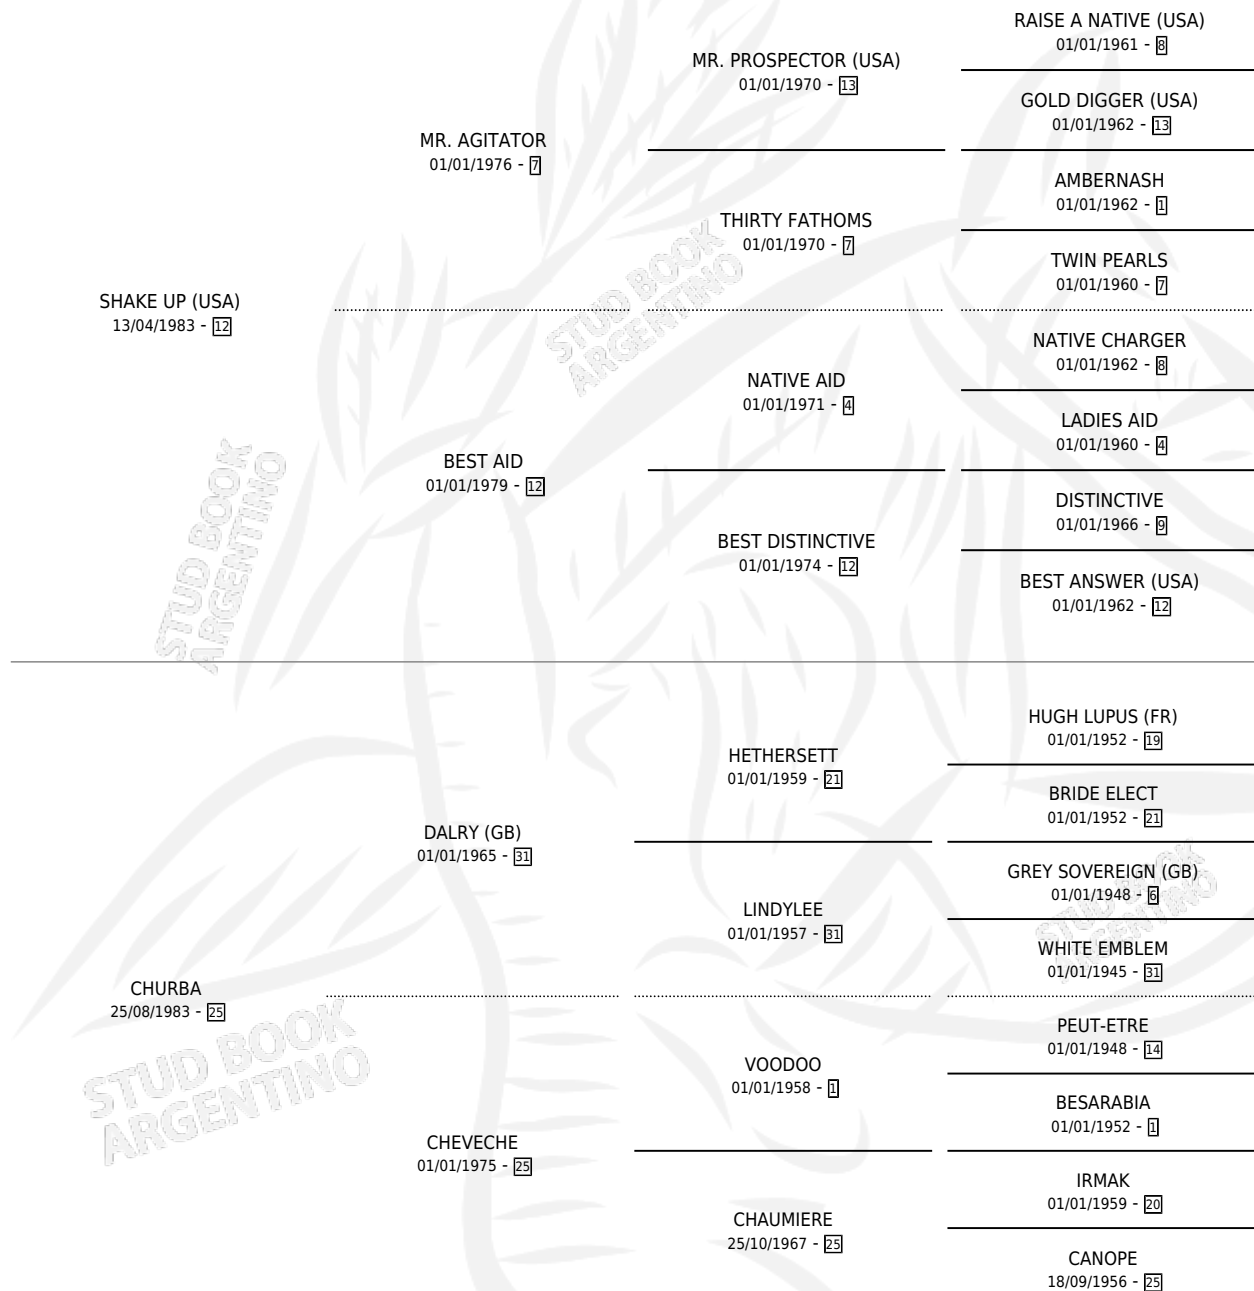 RAISE A NATIVE (USA)
01/01/1961 - 8
MR. PROSPECTOR (USA)
01/01/1970 - 13
GOLD DIGGER (USA)
01/01/1962 - 13
MR. AGITATOR
01/01/1976 - 7
AMBERNASH
01/01/1962 - 1
THIRTY FATHOMS
01/01/1970 - 7
TWIN PEARLS
01/01/1960 - 7
SHAKE UP (USA)
13/04/1983 - 12
NATIVE CHARGER
01/01/1962 - 8
NATIVE AID
01/01/1971 - 4
LADIES AID
01/01/1960 - 4
BEST AID
01/01/1979 - 12
DISTINCTIVE
01/01/1966 - 9
BEST DISTINCTIVE
01/01/1974 - 12
BEST ANSWER (USA)
01/01/1962 - 12
HUGH LUPUS (FR)
01/01/1952 - 19
HETHERSETT
01/01/1959 - 21
BRIDE ELECT
01/01/1952 - 21
DALRY (GB)
01/01/1965 - 31
GREY SOVEREIGN (GB)
01/01/1948 - 6
LINDYLEE
01/01/1957 - 31
WHITE EMBLEM
01/01/1945 - 31
CHURBA
25/08/1983 - 25
PEUT-ETRE
01/01/1948 - 14
VOODOO
01/01/1958 - 1
BESARABIA
01/01/1952 - 1
CHEVECHE
01/01/1975 - 25
IRMAK
01/01/1959 - 20
CHAUMIERE
25/10/1967 - 25
CANOPE
18/09/1956 - 25
STUD BOOK
ARGENTINO
STUD BOOK
ARGENTINO
STUD BOOK
ARGENTINO
STUD BOOK
ARGENTINO